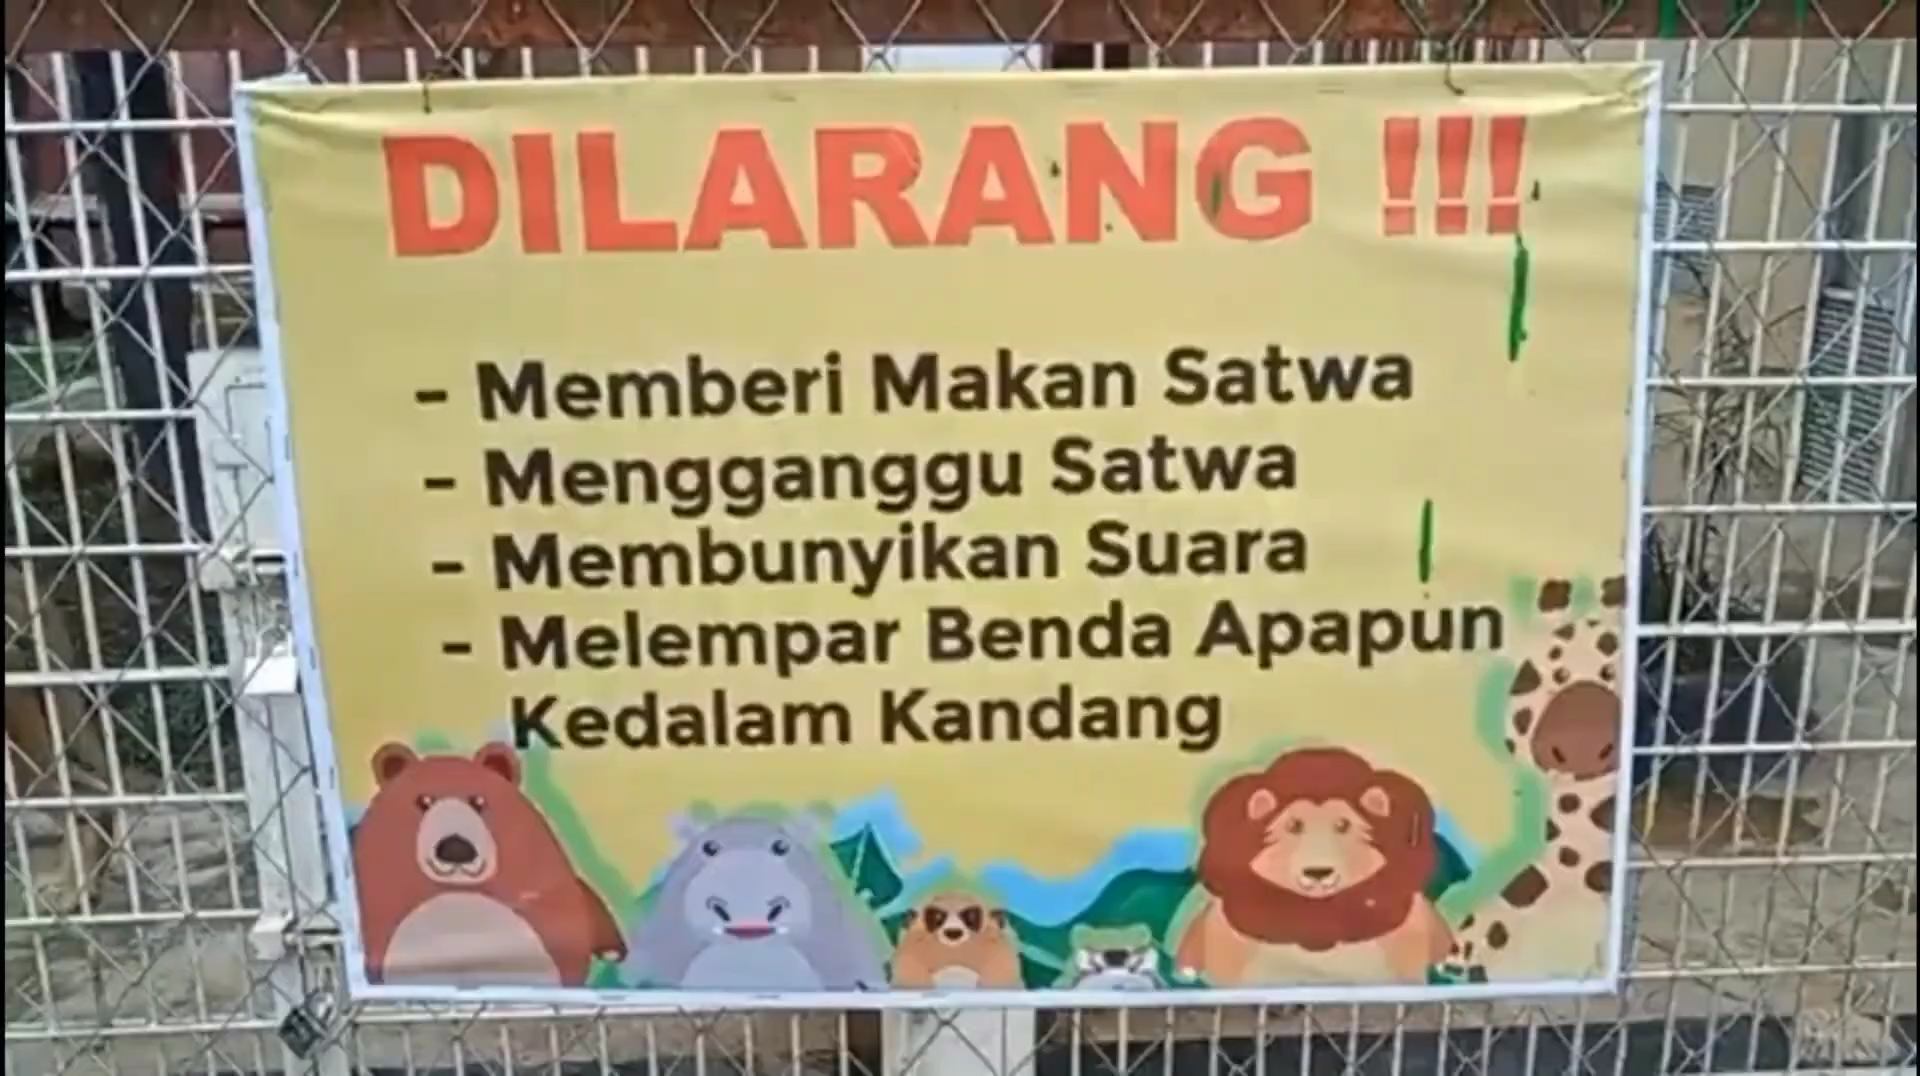 DILARANG !!!
- Memberi Makan Satwa
- Mengganggu Satwa
- Membunyikan Suara
- Melempar Benda Apapun
Kedalam Kandang